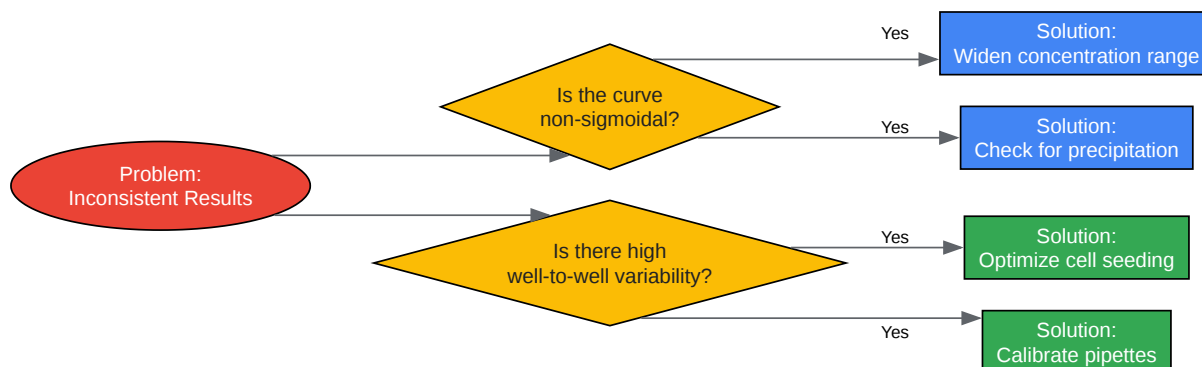 Problem:
Inconsistent Results
Is the curve
non-sigmoidal?
Yes
Solution:
Widen concentration range
Yes
Solution:
Check for precipitation
Is there high
well-to-well variability?
Yes
Solution:
Optimize cell seeding
Yes
Solution:
Calibrate pipettes